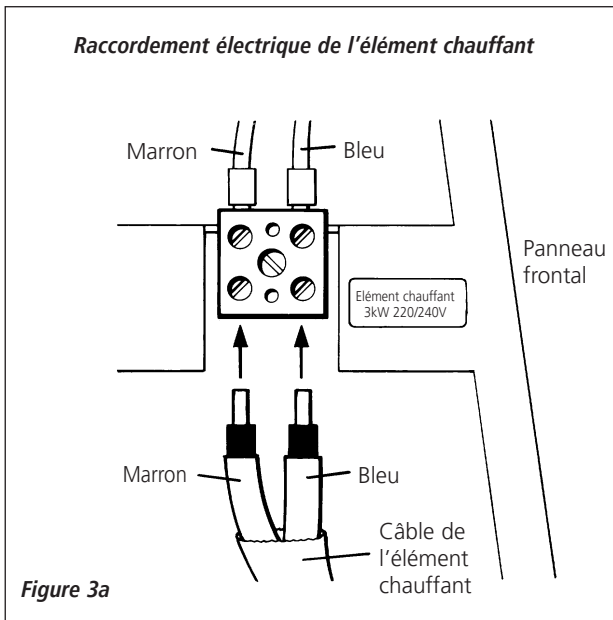 Raccordement électrique de l'élément chauffant
Marron
Bleu
Panneau
frontal
Elément chauffant
3kW 220/240V
Marron
Bleu
Câble de
l'élément
chauffant
Figure 3a